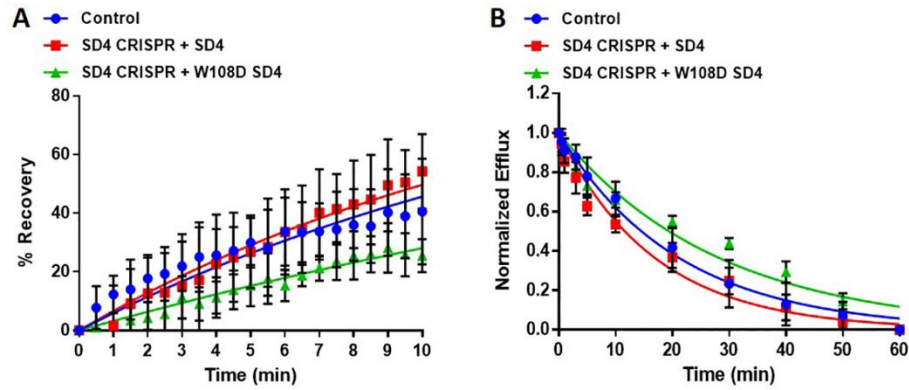 A
Control
SD4 CRISPR + SD4
SD4 CRISPR + W108D SD4
80
60
40
20
0
% Recovery
0 1 2 3 4 5 6 7 8 9 10
Time (min)
B
Control
SD4 CRISPR + SD4
SD4 CRISPR + W108D SD4
1.2
1.0
0.8
0.6
0.4
0.2
0.0
Normalized Efflux
0 10 20 30 40 50 60
Time (min)